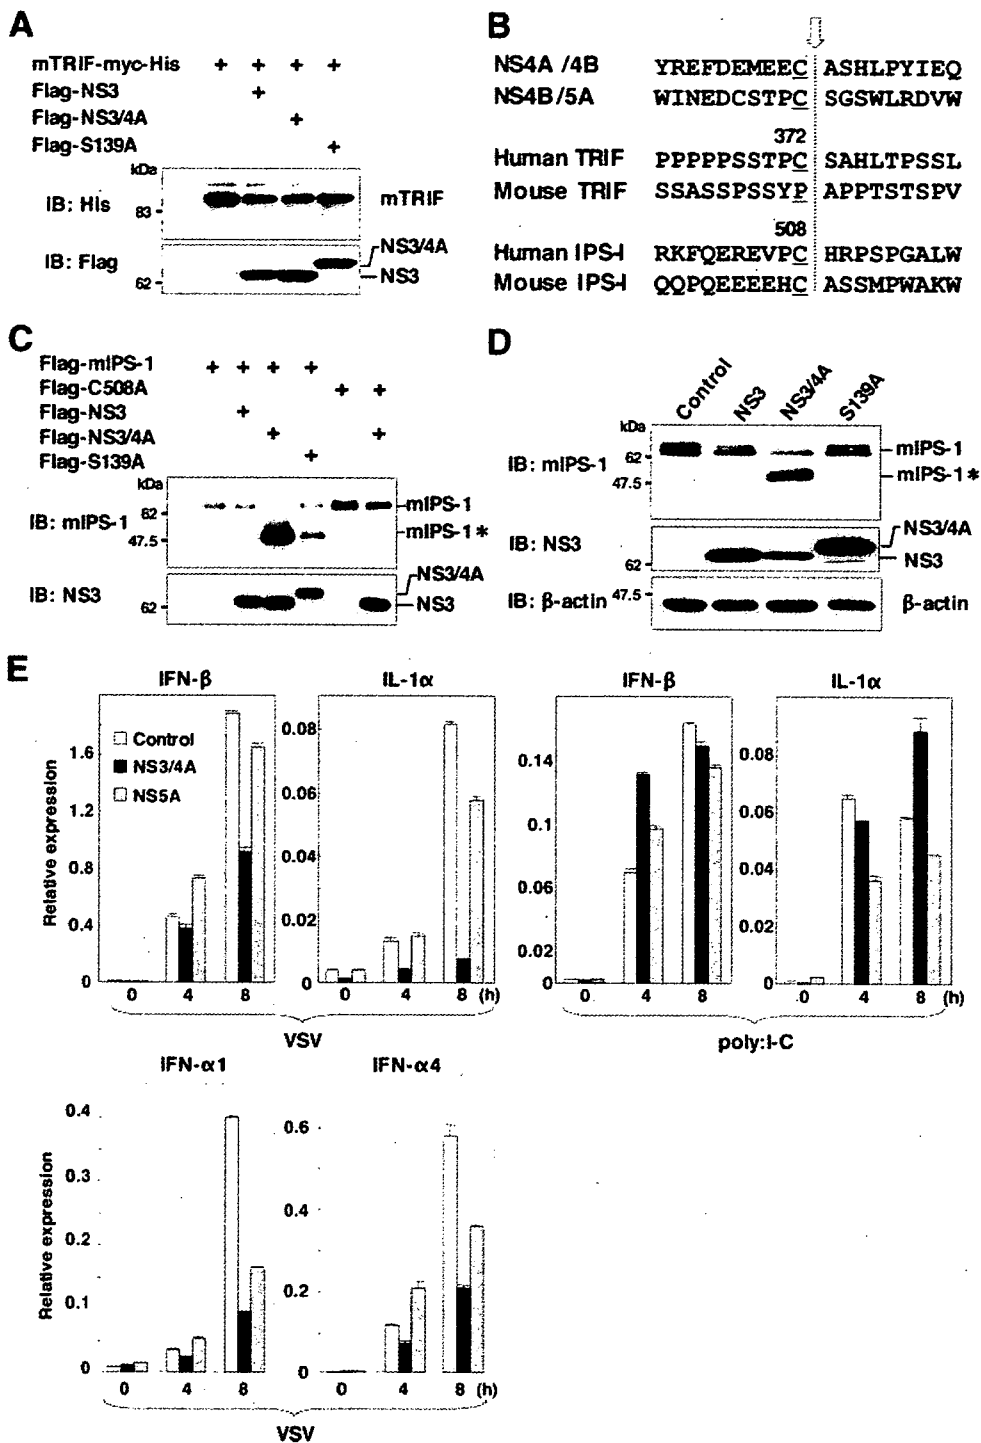 A
mTRIF-myc-His + + + +
Flag-NS3 +
Flag-NS3/4A +
Flag-S139A +
kDa
IB: His
83
mTRIF
IB: Flag
62
NS3/4A
NS3
B
NS4A /4B YREFDEMEEC ASHLPYIEQ
NS4B/5A WINEDCSTPC SGSWLRDVW
372
Human TRIF PPPPPSSTPC SAHLTPSSL
Mouse TRIF SSASSPSSYP APPTSTSPV
508
Human IPS-I RKFQEREVPC HRPSPGALW
Mouse IPS-I QQPQEEEEHC ASSMPWAKW
C
Flag-mIPS-1 + + + +
Flag-C508A + +
Flag-NS3 +
Flag-NS3/4A + +
Flag-S139A +
kDa
IB: mIPS-1
62
47.5
mIPS-1
mIPS-1*
IB: NS3
62
NS3/4A
NS3
D
Control NS3 NS3/4A S139A
kDa
IB: mIPS-1
62
47.5
mIPS-1
mIPS-1*
IB: NS3
62
NS3/4A
NS3
IB: β-actin
47.5
β-actin
E
IFN-β
Relative expression
1.6
1.2
0.8
0.4
0
Control
NS3/4A
NS5A
0 4 8
IL-1α
0.08
0.06
0.04
0.02
0
0 4 8 (h)
VSV
IFN-β
0.14
0.1
0.06
0.02
0
0 4 8
IL-1α
0.08
0.06
0.04
0.02
0
0 4 8 (h)
poly:I-C
IFN-α1
Relative expression
0.4
0.3
0.2
0.1
0
0 4 8
IFN-α4
0.6
0.4
0.2
0
0 4 8 (h)
VSV